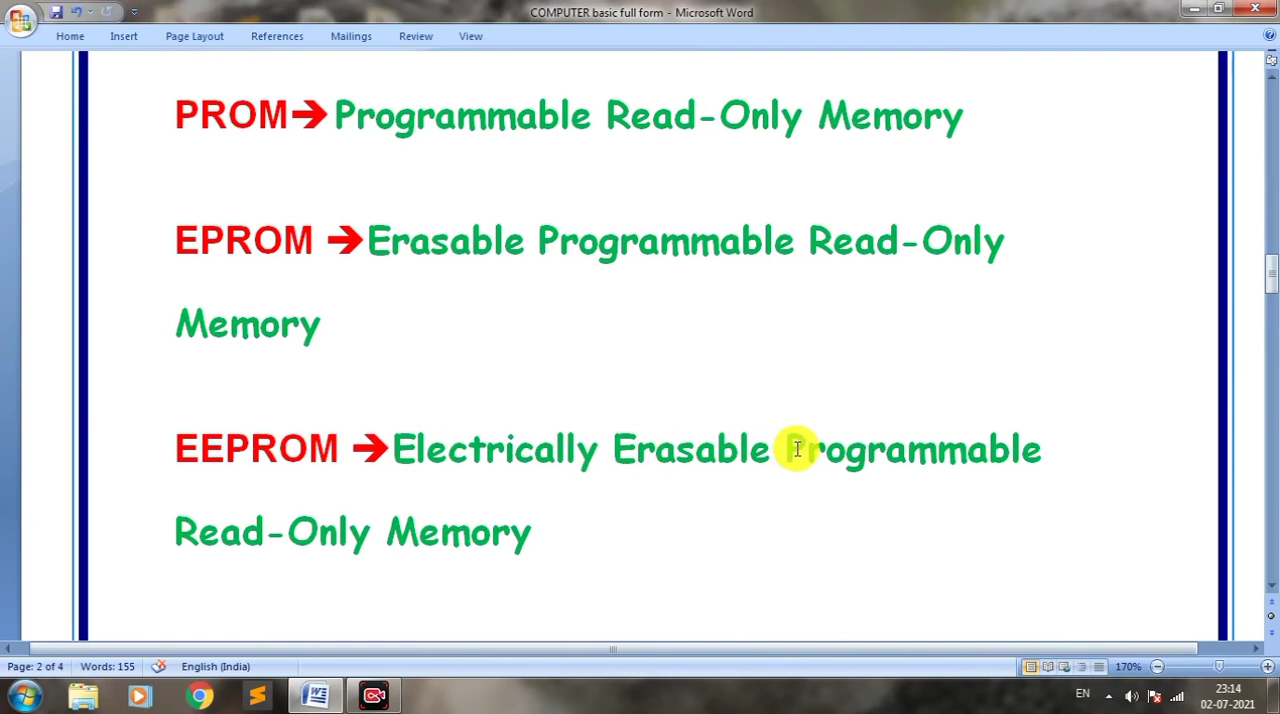 COMPUTER basic full form - Microsoft Word
Home Insert Page Layout References Mailings Review View
PROM➔Programmable Read-Only Memory
EPROM ➔Erasable Programmable Read-Only
Memory
EEPROM ➔Electrically Erasable Programmable
Read-Only Memory
Page: 2 of 4 Words: 155 English (India) 170%
EN 23:14
02-07-2021